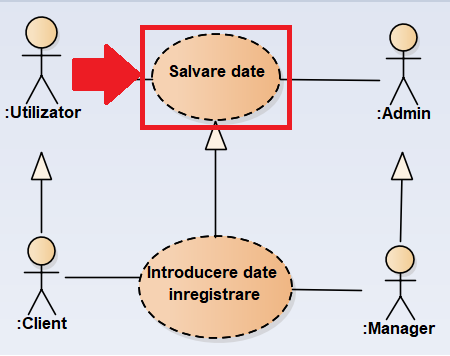 Salvare date
:Utilizator
:Admin
Introducere date
inregistrare
:Client
:Manager